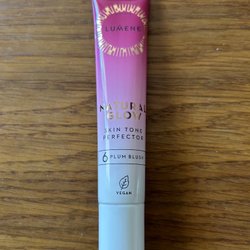 LUMENE
NATURAL
GLOW
SKIN TONE
PERFECTOR
6 PLUM BLUSH
VEGAN